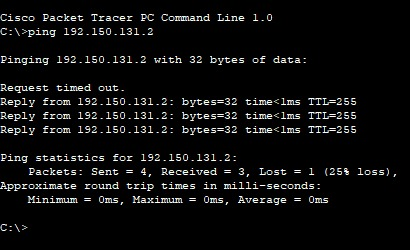 Cisco Packet Tracer PC Command Line 1.0
C:\>ping 192.150.131.2
Pinging 192.150.131.2 with 32 bytes of data:
Request timed out.
Reply from 192.150.131.2: bytes=32 time<1ms TTL=255
Reply from 192.150.131.2: bytes=32 time<1ms TTL=255
Reply from 192.150.131.2: bytes=32 time<1ms TTL=255
Ping statistics for 192.150.131.2:
Packets: Sent = 4, Received = 3, Lost = 1 (25% loss),
Approximate round trip times in milli-seconds:
Minimum = 0ms, Maximum = 0ms, Average = 0ms
C:\>